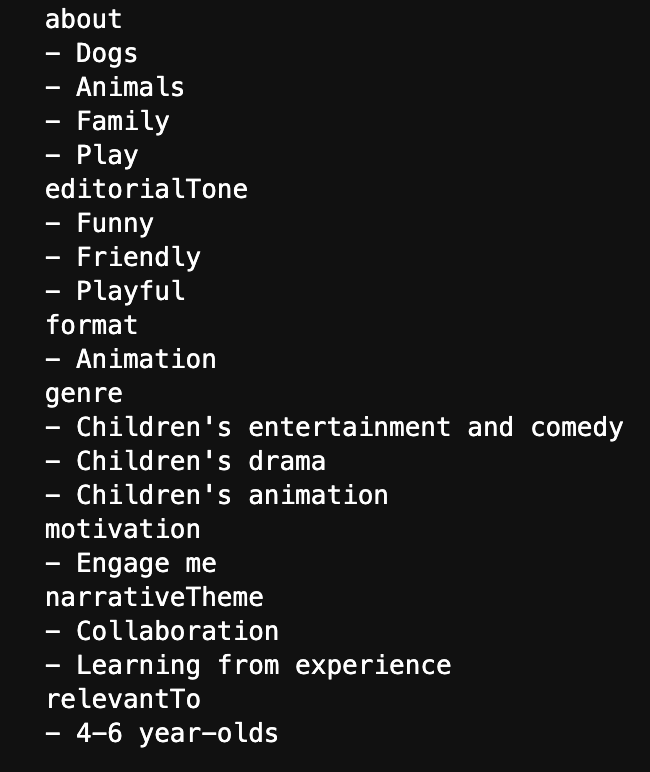 about
- Dogs
- Animals
- Family
- Play
editorialTone
- Funny
- Friendly
- Playful
format
- Animation
genre
- Children's entertainment and comedy
- Children's drama
- Children's animation
motivation
- Engage me
narrativeTheme
- Collaboration
- Learning from experience
relevantTo
- 4-6 year-olds